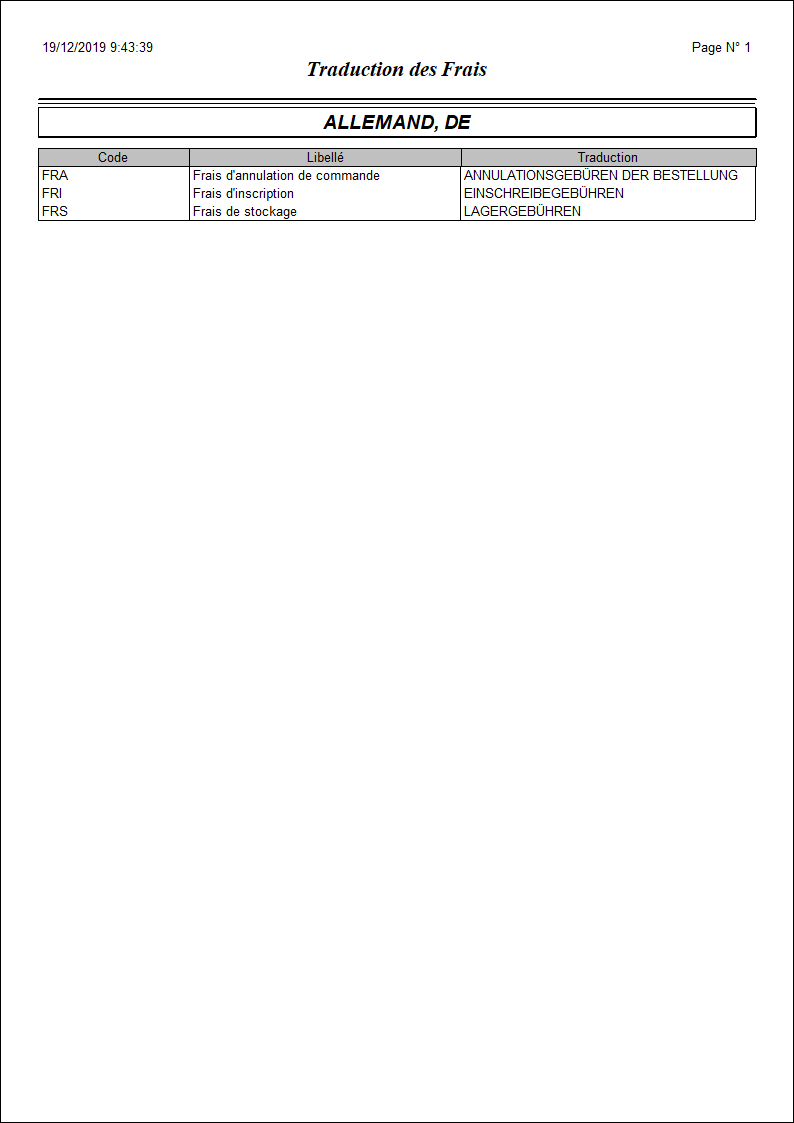 19/12/2019 9:43:39 Page N° 1
Traduction des Frais
ALLEMAND, DE
Code Libellé Traduction
FRA Frais d'annulation de commande ANNULATIONSGEBÜREN DER BESTELLUNG
FRI Frais d'inscription EINSCHREIBEGEBÜHREN
FRS Frais de stockage LAGERGEBÜHREN